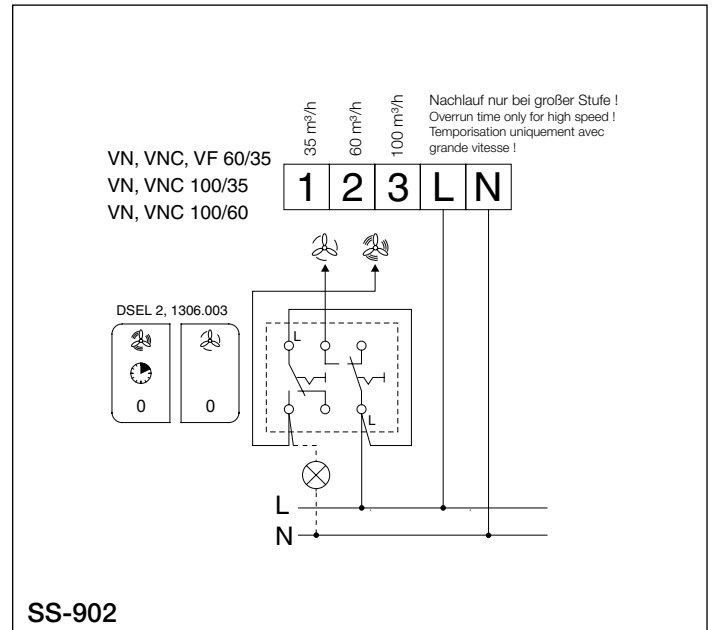 35 m³/h
60 m³/h
100 m³/h
Nachlauf nur bei großer Stufe !
Overrun time only for high speed !
Temporisation uniquement avec
grande vitesse !
VN, VNC, VF 60/35
VN, VNC 100/35
VN, VNC 100/60
1 2 3 L N
DSEL 2, 1306.003
0 0
L
L
L
N
SS-902